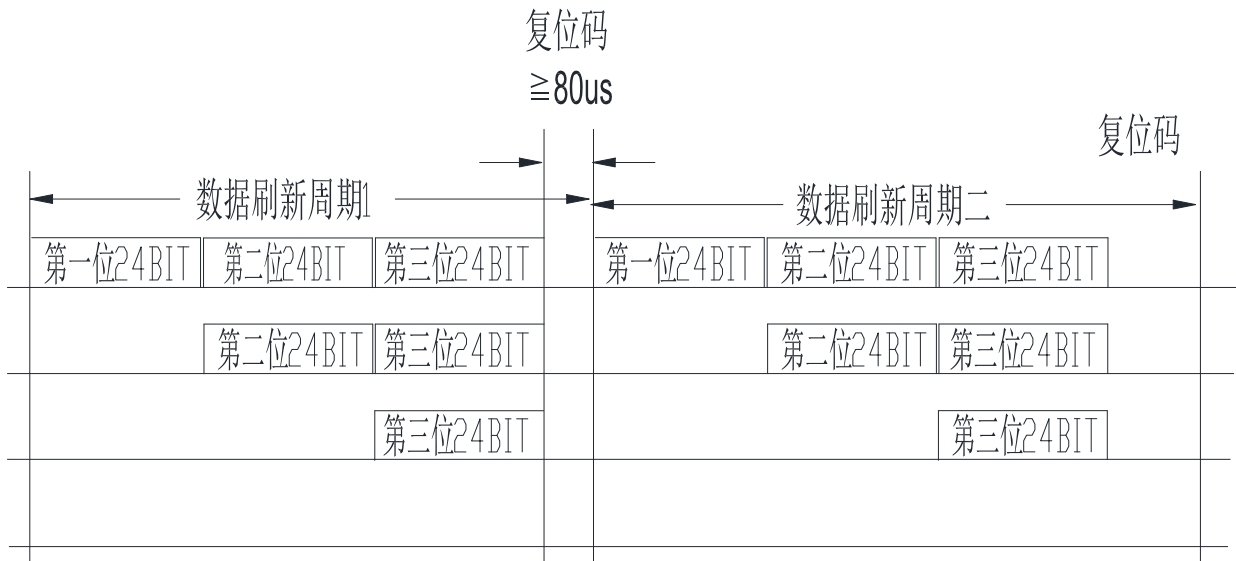 复位码
≧80us
复位码
数据刷新周期1
数据刷新周期二
第一位24BIT 第二位24BIT 第三位24BIT 第一位24BIT 第二位24BIT 第三位24BIT
第二位24BIT 第三位24BIT 第二位24BIT 第三位24BIT
第三位24BIT 第三位24BIT